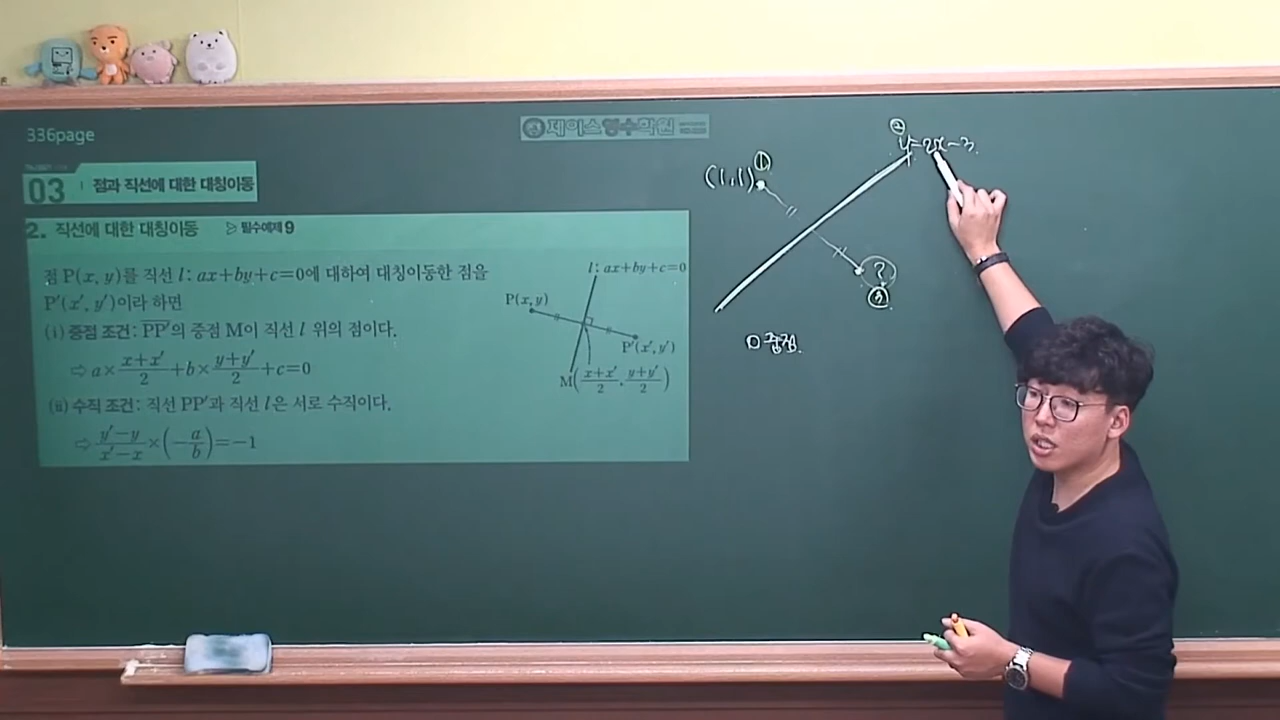 336page
제이스영수학원
03 점과 직선에 대한 대칭이동
2. 직선에 대한 대칭이동 ▷ 필수예제 9
점 P(x, y)를 직선 l: ax+by+c=0에 대하여 대칭이동한 점을
P′(x′, y′)이라 하면
(i) 중점 조건: PP′의 중점 M이 직선 l 위의 점이다.
⇨ a×(x+x′)/2+b×(y+y′)/2+c=0
(ii) 수직 조건: 직선 PP′과 직선 l은 서로 수직이다.
⇨ (y′−y)/(x′−x)×(−a/b)=−1
l: ax+by+c=0
P(x, y)
P′(x′, y′)
M((x+x′)/2, (y+y′)/2)
②
y=2x-3.
①
(1,1)
?
③
중점.